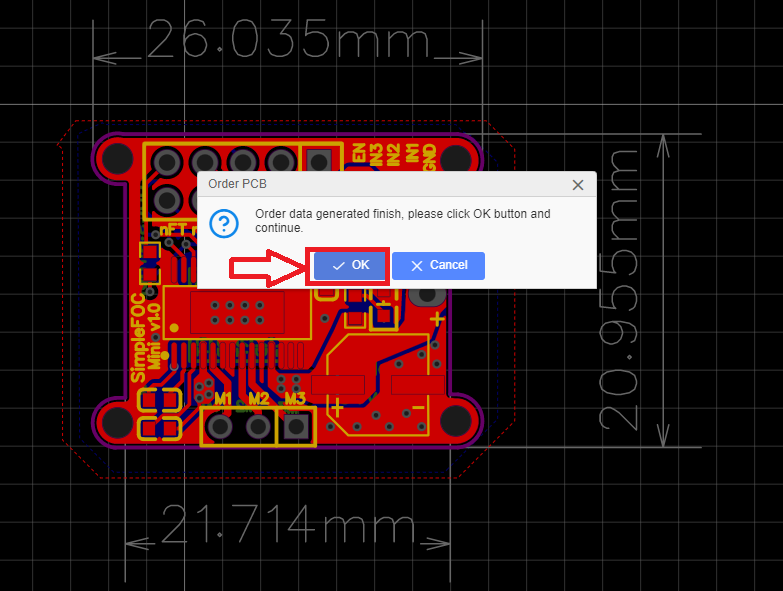 26.035mm
EN
IN3
IN2
IN1
GND
Order PCB
Order data generated finish, please click OK button and
continue.
OK
Cancel
nFT
20.955mm
SimpleFOC
Mini v1.0
+
M1
M2
M3
+
-
21.714mm